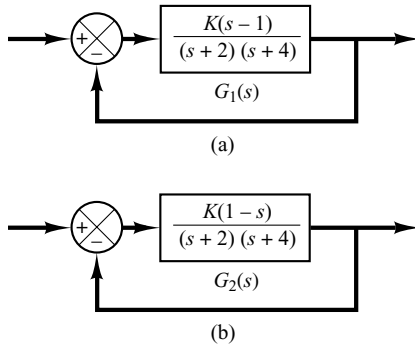 K(s – 1)
+
–
(s + 2) (s + 4)
G₁(s)
(a)
K(1 – s)
+
–
(s + 2) (s + 4)
G₂(s)
(b)